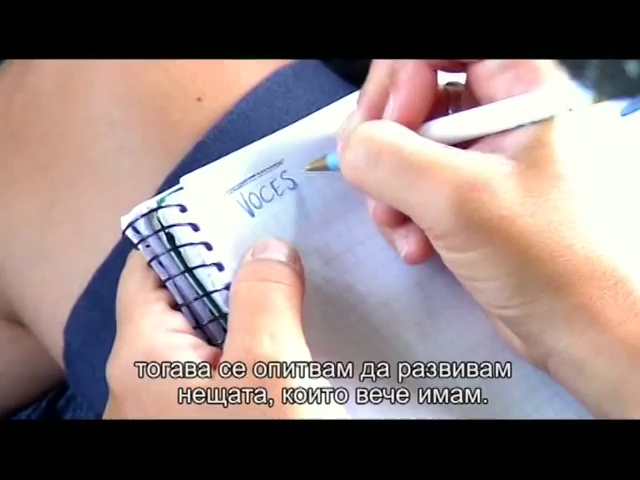 VOCES
тогава се опитвам да развивам
нещата, които вече имам.